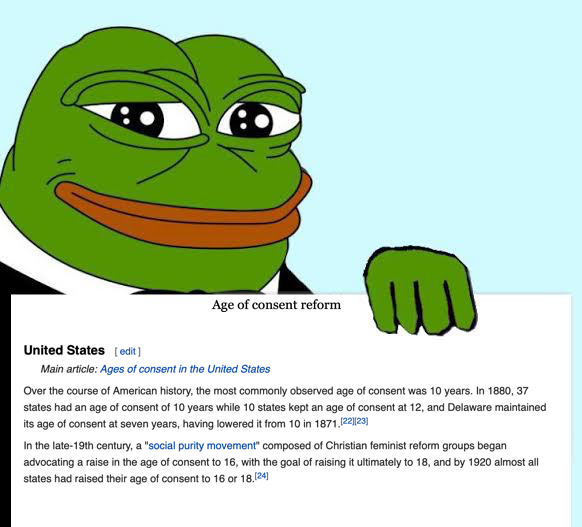 Age of consent reform
United States [ edit ]
Main article: Ages of consent in the United States
Over the course of American history, the most commonly observed age of consent was 10 years. In 1880, 37
states had an age of consent of 10 years while 10 states kept an age of consent at 12, and Delaware maintained
its age of consent at seven years, having lowered it from 10 in 1871.[22][23]
In the late-19th century, a "social purity movement" composed of Christian feminist reform groups began
advocating a raise in the age of consent to 16, with the goal of raising it ultimately to 18, and by 1920 almost all
states had raised their age of consent to 16 or 18.[24]